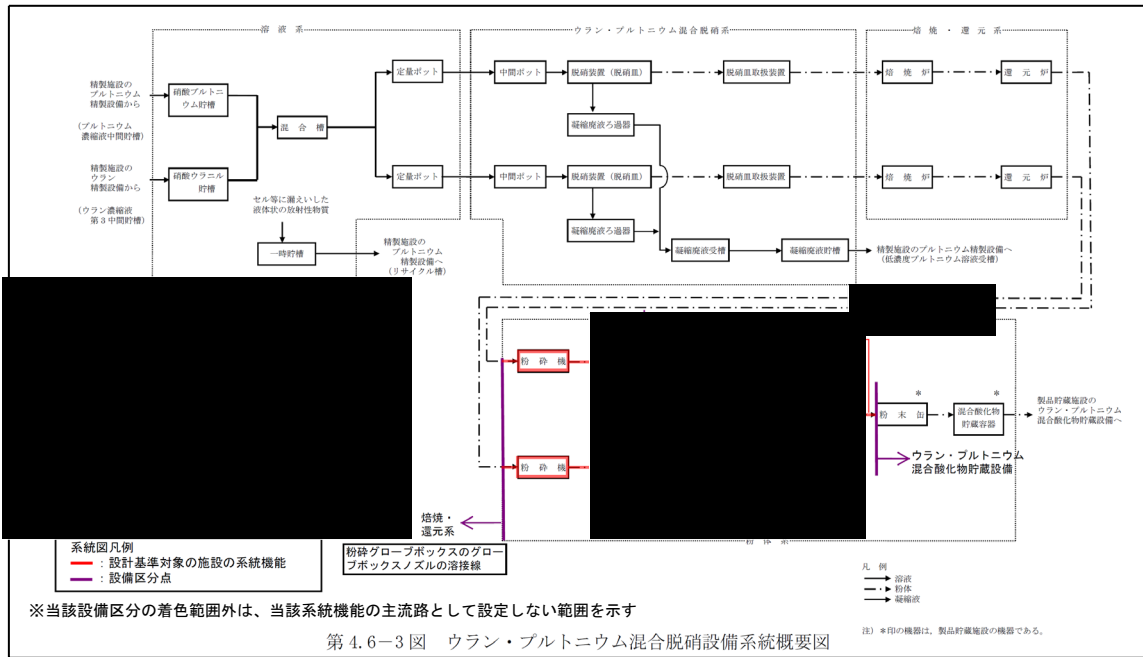 溶液系
ウラン・プルトニウム混合脱硝系
焙焼・還元系
精製施設の
プルトニウム
精製設備から
(プルトニウム
濃縮液中間貯槽)
硝酸プルトニ
ウム貯槽
混合槽
定量ポット
中間ポット
脱硝装置(脱硝皿)
脱硝皿取扱装置
焙焼炉
還元炉
凝縮廃液ろ過器
精製施設の
ウラン
精製設備から
(ウラン濃縮液
第3中間貯槽)
硝酸ウラニル
貯槽
定量ポット
中間ポット
脱硝装置(脱硝皿)
脱硝皿取扱装置
焙焼炉
還元炉
凝縮廃液ろ過器
セル等に漏えいした
液体状の放射性物質
一時貯槽
精製施設の
プルトニウム
精製設備へ
(リサイクル槽)
凝縮廃液受槽
凝縮廃液貯槽
精製施設のプルトニウム精製設備へ
(低濃度プルトニウム溶液受槽)
粉砕機
粉砕機
*
粉末缶
*
混合酸化物
貯蔵容器
製品貯蔵施設の
ウラン・プルトニウム
混合酸化物貯蔵設備へ
ウラン・プルトニウム
混合酸化物貯蔵設備
焙焼・
還元系
粉体系
粉砕グローブボックスのグロー
ブボックスノズルの溶接線
系統図凡例
:設計基準対象の施設の系統機能
:設備区分点
凡例
溶液
粉体
凝縮液
※当該設備区分の着色範囲外は、当該系統機能の主流路として設定しない範囲を示す
注)*印の機器は,製品貯蔵施設の機器である。
第4.6-3図 ウラン・プルトニウム混合脱硝設備系統概要図